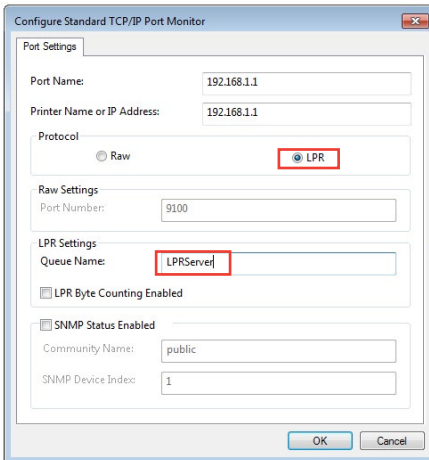 Configure Standard TCP/IP Port Monitor
Port Settings
Port Name: 192.168.1.1
Printer Name or IP Address: 192.168.1.1
Protocol
Raw LPR
Raw Settings
Port Number: 9100
LPR Settings
Queue Name: LPRServer
LPR Byte Counting Enabled
SNMP Status Enabled
Community Name: public
SNMP Device Index: 1
OK Cancel